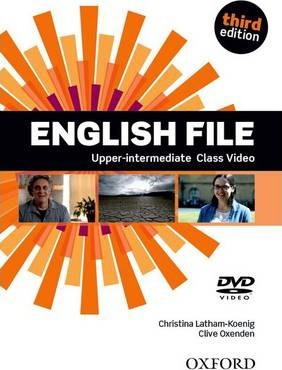 third
edition
ENGLISH FILE
Upper-intermediate Class Video
DVD
VIDEO
Christina Latham-Koenig
Clive Oxenden
OXFORD